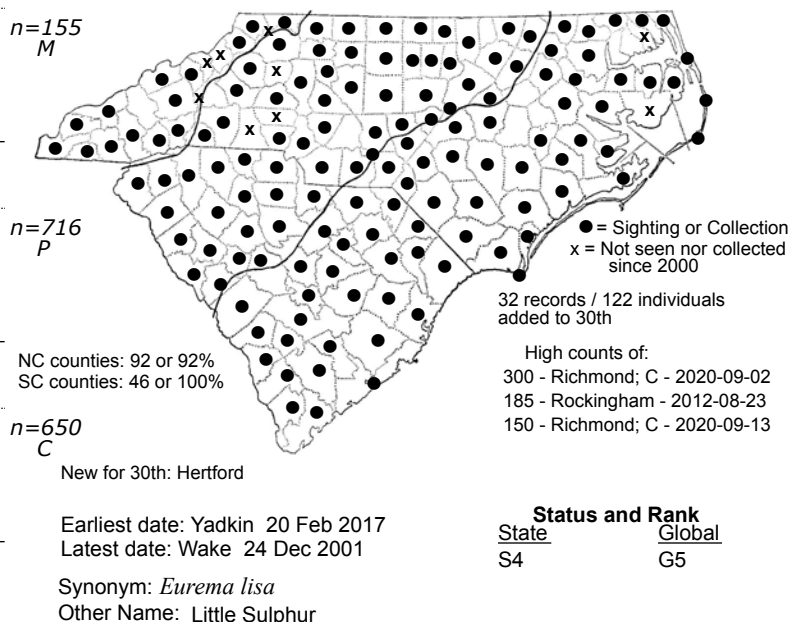 n=155
M
n=716
P
● = Sighting or Collection
x = Not seen nor collected
since 2000
32 records / 122 individuals
added to 30th
NC counties: 92 or 92%
SC counties: 46 or 100%
High counts of:
300 - Richmond; C - 2020-09-02
185 - Rockingham - 2012-08-23
150 - Richmond; C - 2020-09-13
n=650
C
New for 30th: Hertford
Earliest date: Yadkin 20 Feb 2017
Latest date: Wake 24 Dec 2001
Status and Rank
State Global
S4 G5
Synonym: Eurema lisa
Other Name: Little Sulphur